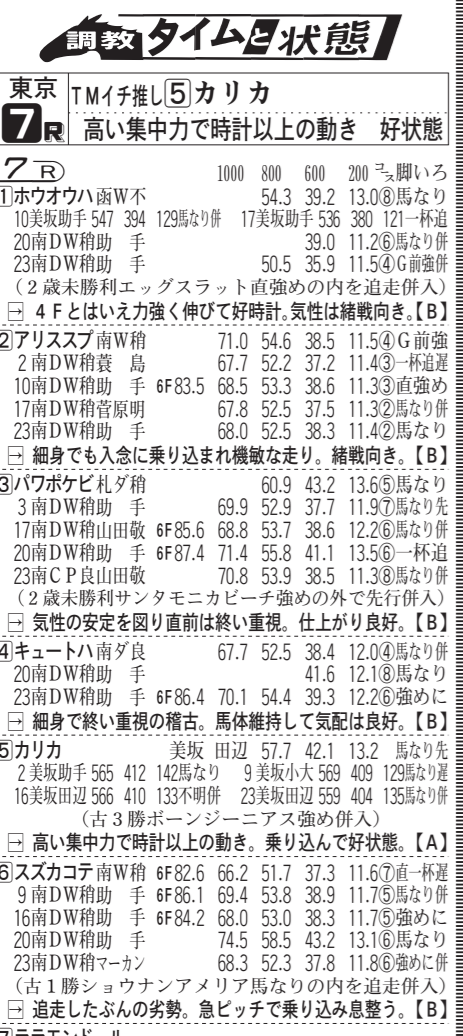 調教タイムと状態
東京 7R TMイチ推し 5 カリカ
高い集中力で時計以上の動き 好状態
7R) 1000 800 600 200 コース 脚いろ
1 ホウオウハ 函W不 54.3 39.2 13.0⑧馬なり
10美坂助手 547 394 129馬なり併 17美坂助手 536 380 121一杯追
20南DW稍助 手 39.0 11.2⑥馬なり併
23南DW稍助 手 50.5 35.9 11.5④G前強併
(2歳未勝利エッグスラット直強めの内を追走併入)
⊟ 4Fとはいえ力強く伸びて好時計。気性は緒戦向き。【B】
2 アリススプ 南W稍 71.0 54.6 38.5 11.5④G前強
2南DW稍蓑 島 67.7 52.2 37.2 11.4③一杯追遅
10南DW稍助 手 6F83.5 68.5 53.3 38.6 11.3③直強め
17南DW稍菅原明 67.8 52.5 37.5 11.3②馬なり併
23南DW稍助 手 68.0 52.5 38.3 11.4②馬なり
⊟ 細身でも入念に乗り込まれ機敏な走り。緒戦向き。【B】
3 パワポケビ 札ダ稍 60.9 43.2 13.6⑤馬なり
3南DW稍助 手 69.9 52.9 37.7 11.9⑦馬なり先
17南DW稍山田敬 6F85.6 68.8 53.7 38.6 12.2⑥馬なり併
20南DW稍助 手 6F87.4 71.4 55.8 41.1 13.5⑥一杯追
23南CP良山田敬 70.8 53.9 38.5 11.3⑧馬なり併
(2歳未勝利サンタモニカビーチ強めの外で先行併入)
⊟ 気性の安定を図り直前は終い重視。仕上がり良好。【B】
4 キュートハ 南ダ良 67.7 52.5 38.4 12.0④馬なり併
20南DW稍助 手 41.6 12.1⑧馬なり
23南DW稍助 手 6F86.4 70.1 54.4 39.3 12.2⑥強めに
⊟ 細身で終い重視の稽古。馬体維持して気配は良好。【B】
5 カリカ 美坂 田辺 57.7 42.1 13.2 馬なり先
2美坂助手 565 412 142馬なり 9美坂小大 569 409 129馬なり遅
16美坂田辺 566 410 133不明併 23美坂田辺 559 404 135馬なり併
(古3勝ボーンジーニアス強め併入)
⊟ 高い集中力で時計以上の動き。乗り込んで好状態。【A】
6 スズカコテ 南W稍 6F82.6 66.2 51.7 37.3 11.6⑦直一杯遅
9南DW稍助 手 6F86.1 69.4 53.8 38.9 11.7⑤馬なり併
16南DW稍助 手 6F84.2 68.0 53.0 38.3 11.7⑤強めに
20南DW稍助 手 74.5 58.5 43.2 13.1⑥馬なり
23南DW稍マーカン 68.3 52.3 37.8 11.8⑥強めに併
(古1勝ショウナンアメリア馬なりの内を追走併入)
⊟ 追走したぶんの劣勢。急ピッチで乗り込み息整う。【B】